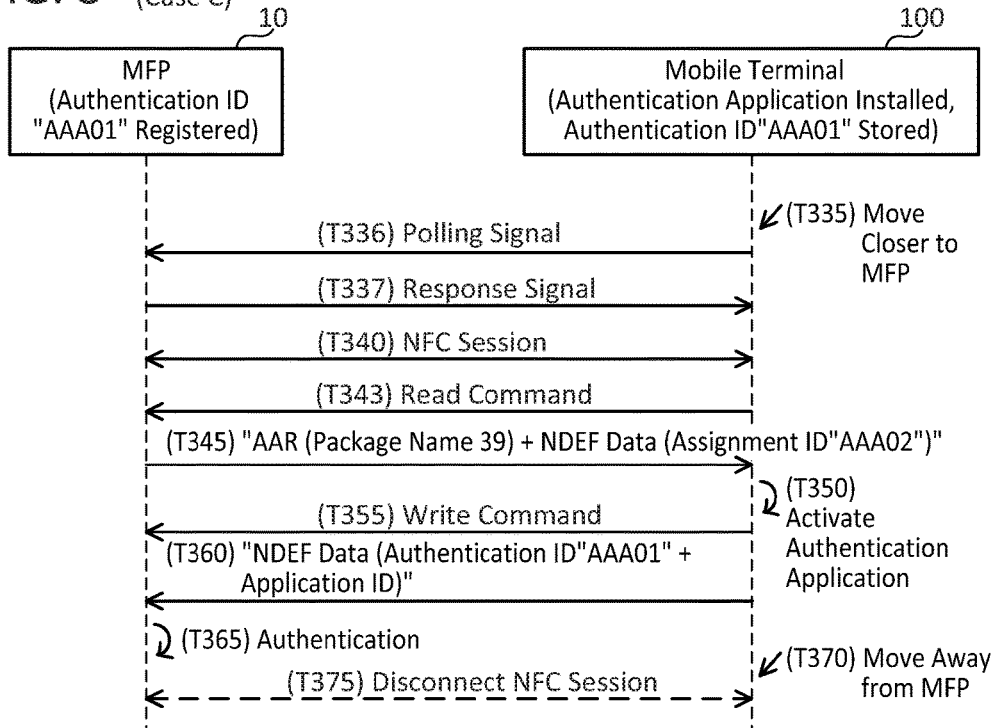 (Case C)
10
100
MFP
(Authentication ID
"AAA01" Registered)
Mobile Terminal
(Authentication Application Installed,
Authentication ID"AAA01" Stored)
(T335) Move
Closer to
MFP
(T336) Polling Signal
(T337) Response Signal
(T340) NFC Session
(T343) Read Command
(T345) "AAR (Package Name 39) + NDEF Data (Assignment ID"AAA02")"
(T350)
Activate
Authentication
Application
(T355) Write Command
(T360) "NDEF Data (Authentication ID"AAA01" +
Application ID)"
(T365) Authentication
(T370) Move Away
from MFP
(T375) Disconnect NFC Session